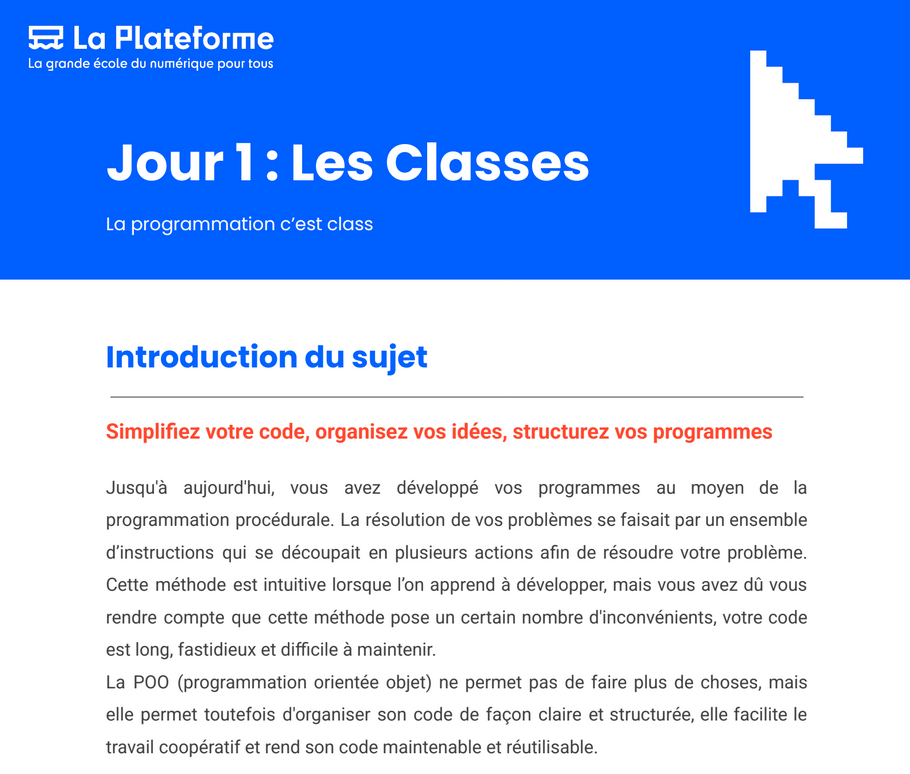 La Plateforme
La grande école du numérique pour tous
Jour 1 : Les Classes
La programmation c’est class
Introduction du sujet
Simplifiez votre code, organisez vos idées, structurez vos programmes
Jusqu'à aujourd'hui, vous avez développé vos programmes au moyen de la
programmation procédurale. La résolution de vos problèmes se faisait par un ensemble
d’instructions qui se découpait en plusieurs actions afin de résoudre votre problème.
Cette méthode est intuitive lorsque l’on apprend à développer, mais vous avez dû vous
rendre compte que cette méthode pose un certain nombre d'inconvénients, votre code
est long, fastidieux et difficile à maintenir.
La POO (programmation orientée objet) ne permet pas de faire plus de choses, mais
elle permet toutefois d'organiser son code de façon claire et structurée, elle facilite le
travail coopératif et rend son code maintenable et réutilisable.